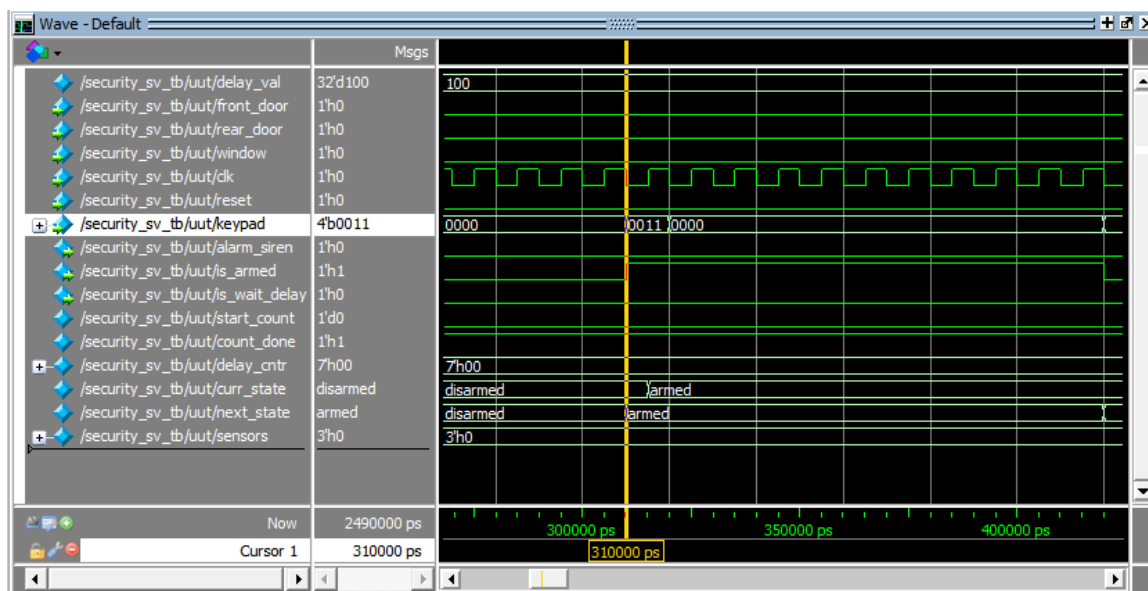 Wave - Default
Msgs
/security_sv_tb/uut/delay_val 32'd100 100
/security_sv_tb/uut/front_door 1'h0
/security_sv_tb/uut/rear_door 1'h0
/security_sv_tb/uut/window 1'h0
/security_sv_tb/uut/clk 1'h0
/security_sv_tb/uut/reset 1'h0
/security_sv_tb/uut/keypad 4'b0011 0000 0011 0000
/security_sv_tb/uut/alarm_siren 1'h0
/security_sv_tb/uut/is_armed 1'h1
/security_sv_tb/uut/is_wait_delay 1'h0
/security_sv_tb/uut/start_count 1'd0
/security_sv_tb/uut/count_done 1'h1
/security_sv_tb/uut/delay_cntr 7'h00 7'h00
/security_sv_tb/uut/curr_state disarmed disarmed armed
/security_sv_tb/uut/next_state armed disarmed armed
/security_sv_tb/uut/sensors 3'h0 3'h0
Now 2490000 ps 300000 ps 350000 ps 400000 ps
Cursor 1 310000 ps 310000 ps